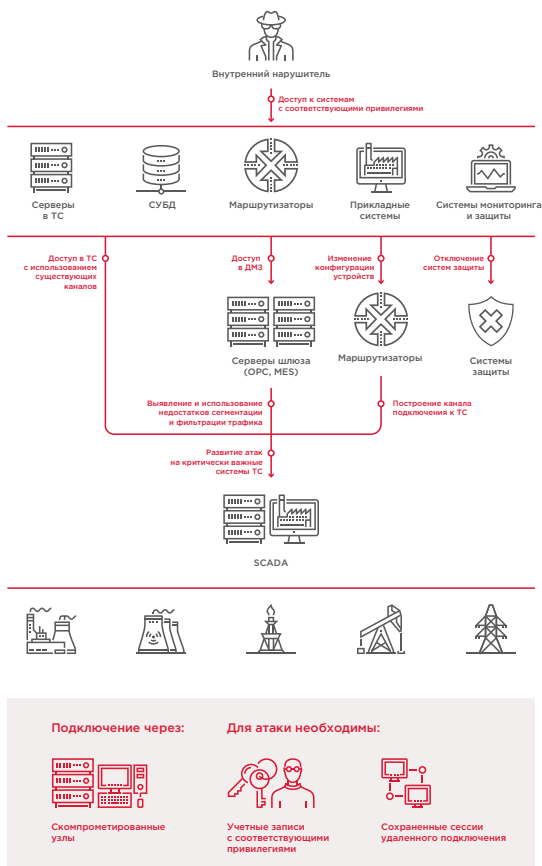 Внутренний нарушитель
Доступ к системам
с соответствующими привилегиями
Серверы
в ТС
СУБД
Маршрутизаторы
Прикладные
системы
Системы мониторинга
и защиты
Доступ в ТС
с использованием
существующих
каналов
Доступ
в ДМЗ
Изменение
конфигурации
устройств
Отключение
систем защиты
Серверы шлюза
(OPC, MES)
Маршрутизаторы
Системы
защиты
Выявление и использование
недостатков сегментации
и фильтрации трафика
Построение канала
подключения к ТС
Развитие атак
на критически важные
системы ТС
SCADA
Подключение через:
Для атаки необходимы:
Скомпрометированные
узлы
Учетные записи
с соответствующими
привилегиями
Сохраненные сессии
удаленного подключения